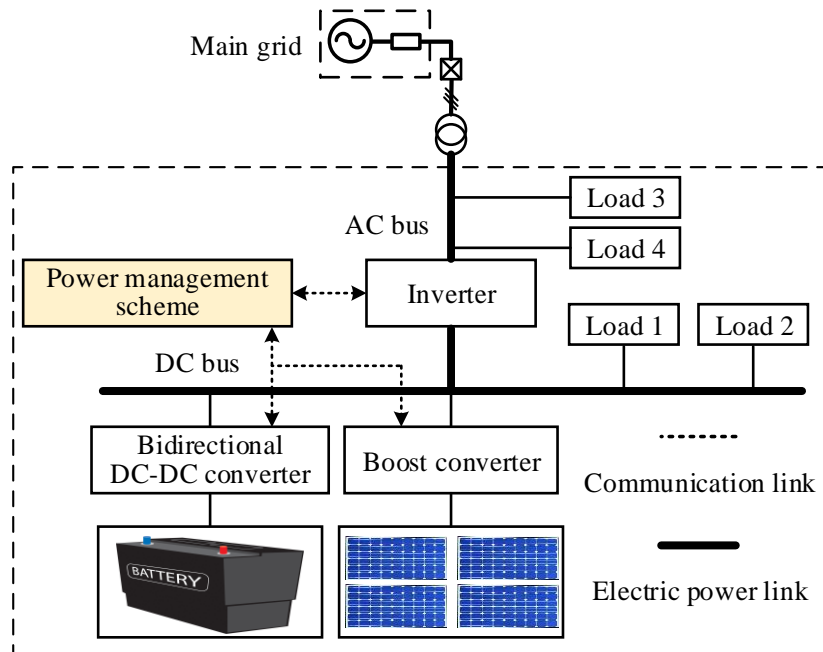 Main grid
Load 3
AC bus
Load 4
Power management
scheme
Inverter
Load 1
Load 2
DC bus
Bidirectional
DC-DC converter
Boost converter
Communication link
BATTERY
Electric power link